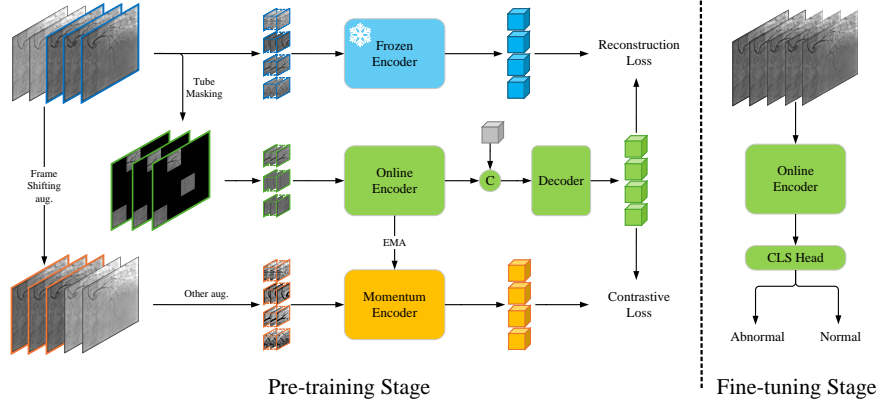 Frozen
Encoder
Reconstruction
Loss
Tube
Masking
Frame
Shifting
aug.
Online
Encoder
C
Decoder
EMA
Other aug.
Momentum
Encoder
Contrastive
Loss
Pre-training Stage
Online
Encoder
CLS Head
Abnormal
Normal
Fine-tuning Stage